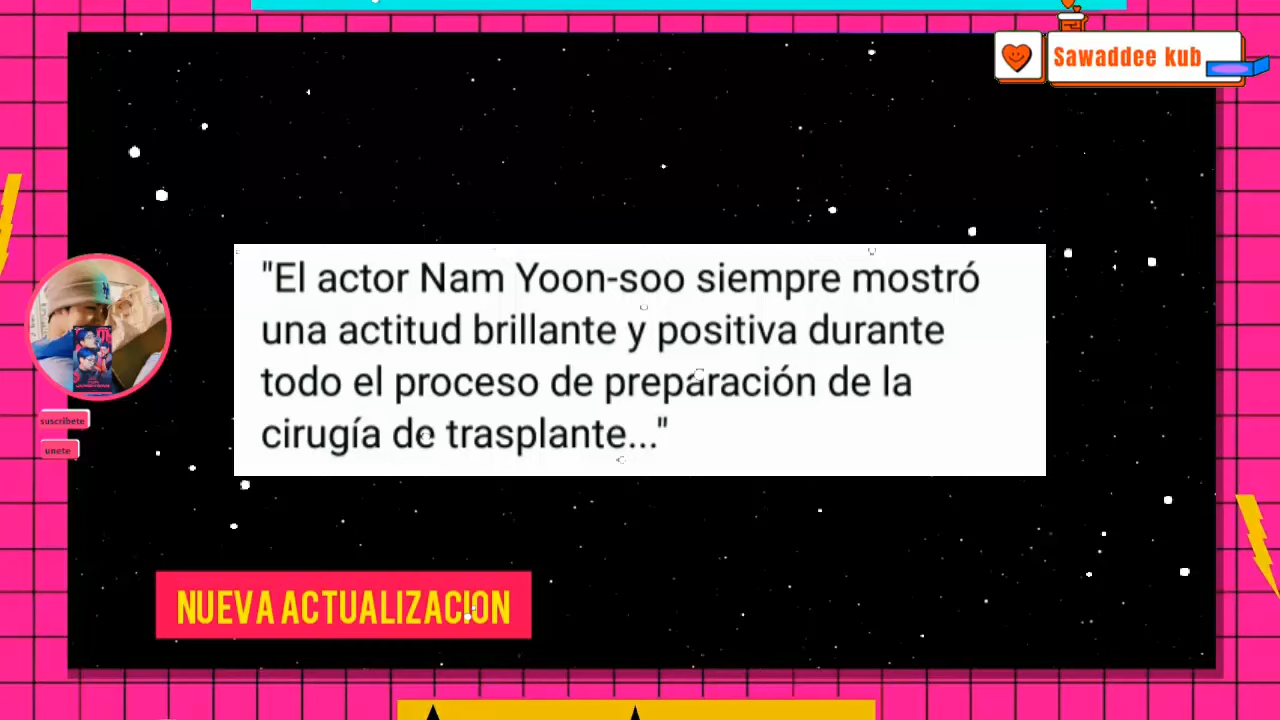 Sawaddee kub
"El actor Nam Yoon-soo siempre mostró
una actitud brillante y positiva durante
todo el proceso de preparación de la
cirugía de trasplante..."
suscribete
unete
NUEVA ACTUALIZACION